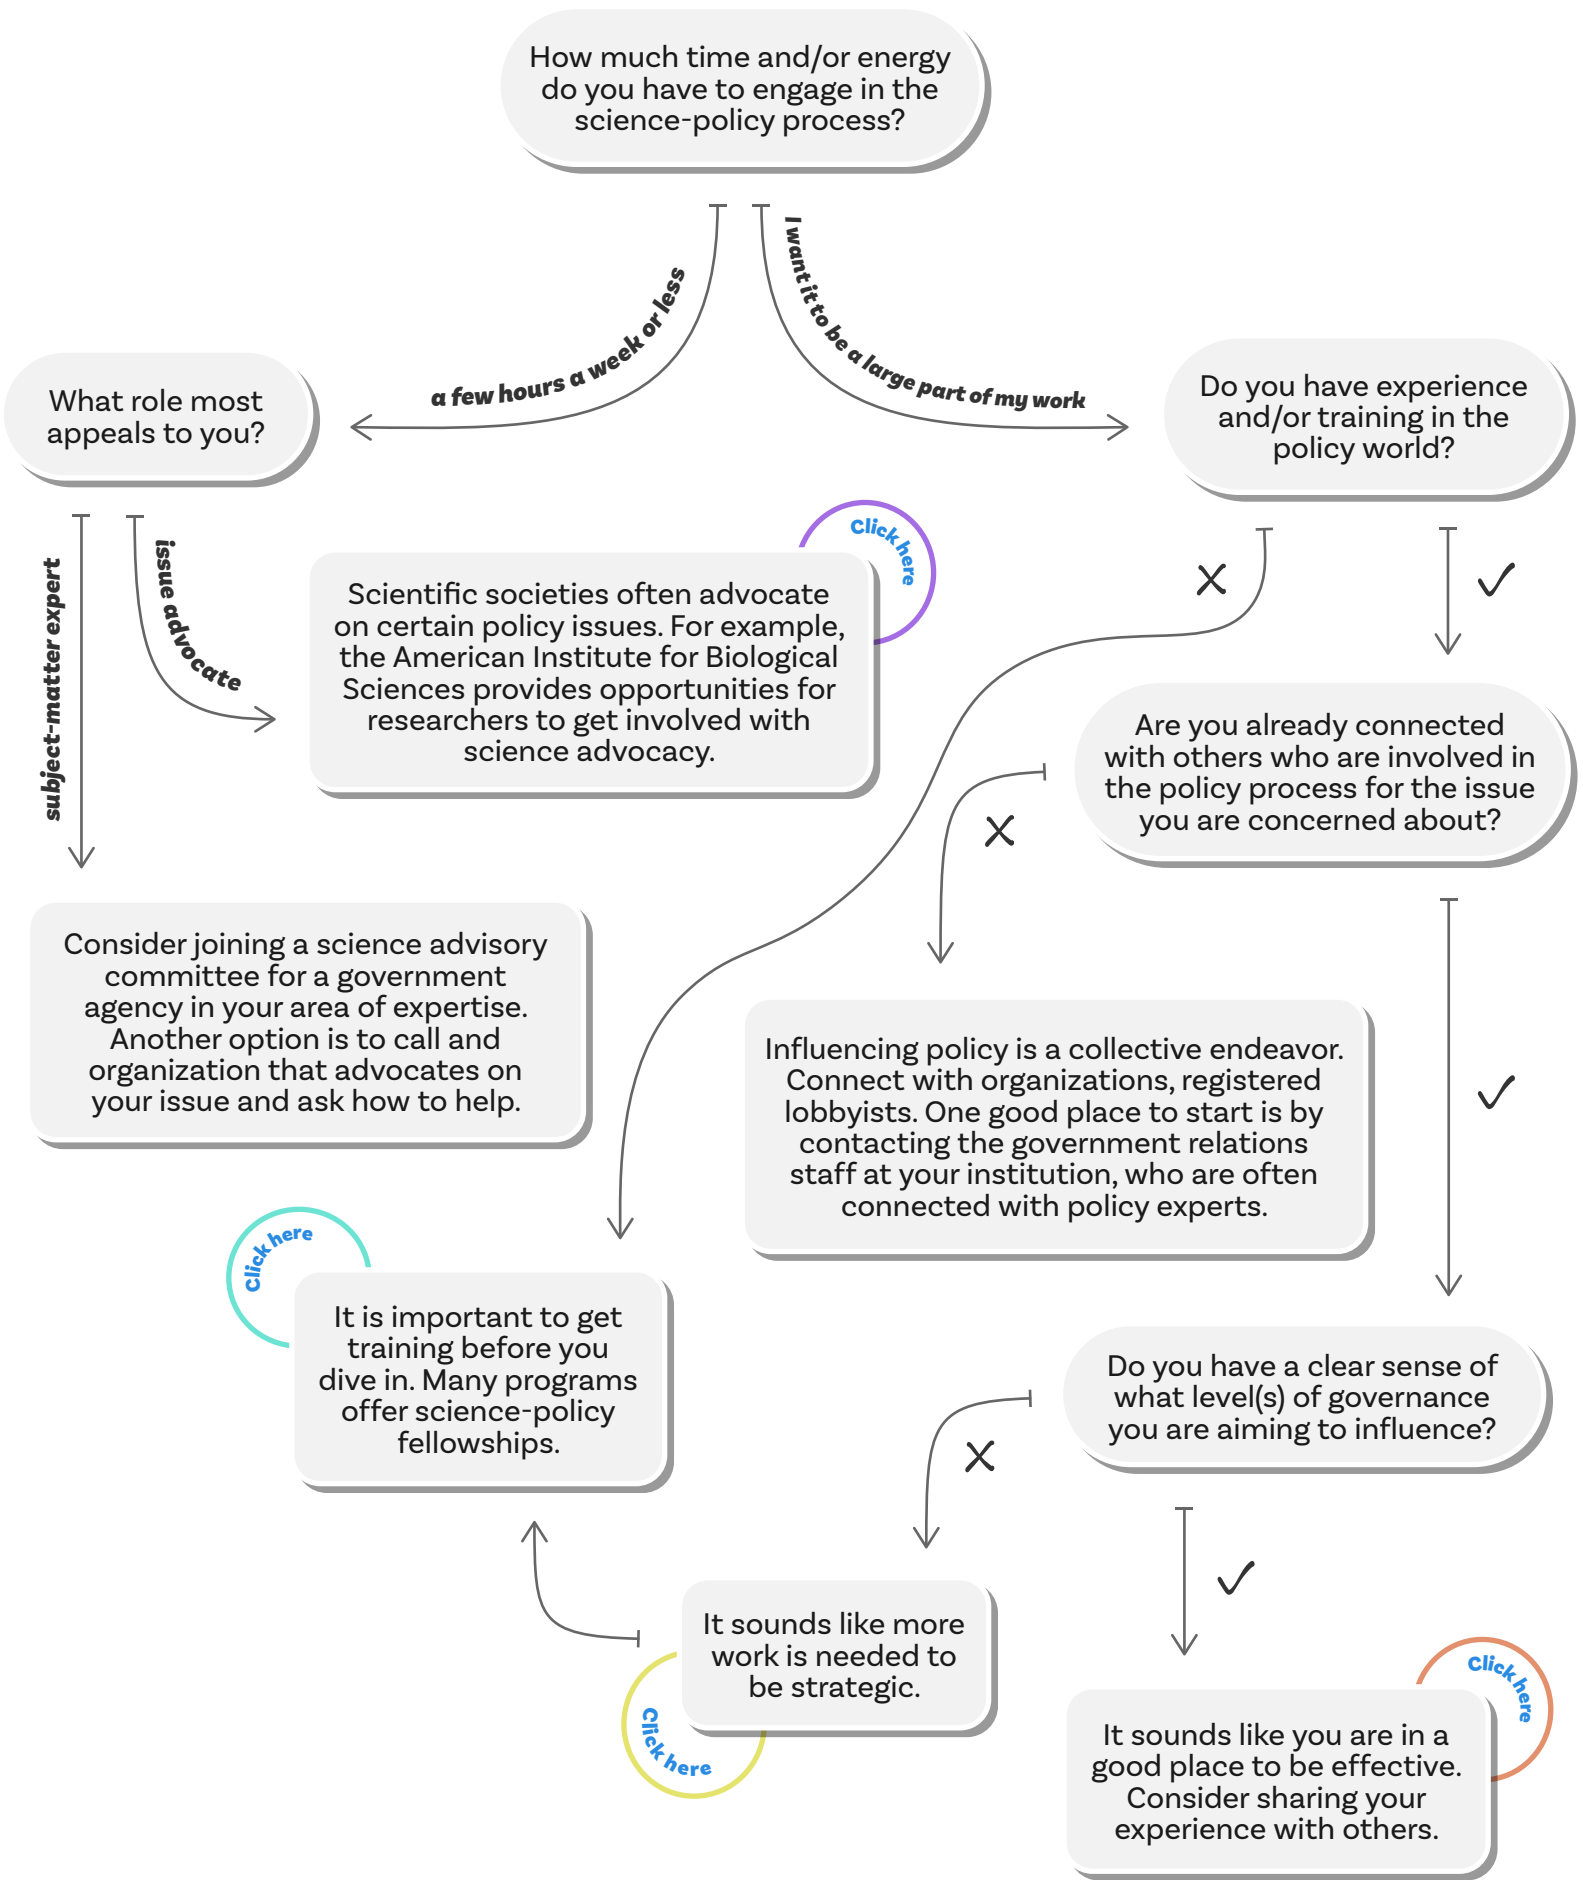 How much time and/or energy
do you have to engage in the
science-policy process?
a few hours a week or less
I want it to be a large part of my work
What role most
appeals to you?
Do you have experience
and/or training in the
policy world?
subject-matter expert
issue advocate
Click here
Scientific societies often advocate
on certain policy issues. For example,
the American Institute for Biological
Sciences provides opportunities for
researchers to get involved with
science advocacy.
Are you already connected
with others who are involved in
the policy process for the issue
you are concerned about?
Consider joining a science advisory
committee for a government
agency in your area of expertise.
Another option is to call and
organization that advocates on
your issue and ask how to help.
Influencing policy is a collective endeavor.
Connect with organizations, registered
lobbyists. One good place to start is by
contacting the government relations
staff at your institution, who are often
connected with policy experts.
Click here
It is important to get
training before you
dive in. Many programs
offer science-policy
fellowships.
Do you have a clear sense of
what level(s) of governance
you are aiming to influence?
It sounds like more
work is needed to
be strategic.
Click here
Click here
It sounds like you are in a
good place to be effective.
Consider sharing your
experience with others.